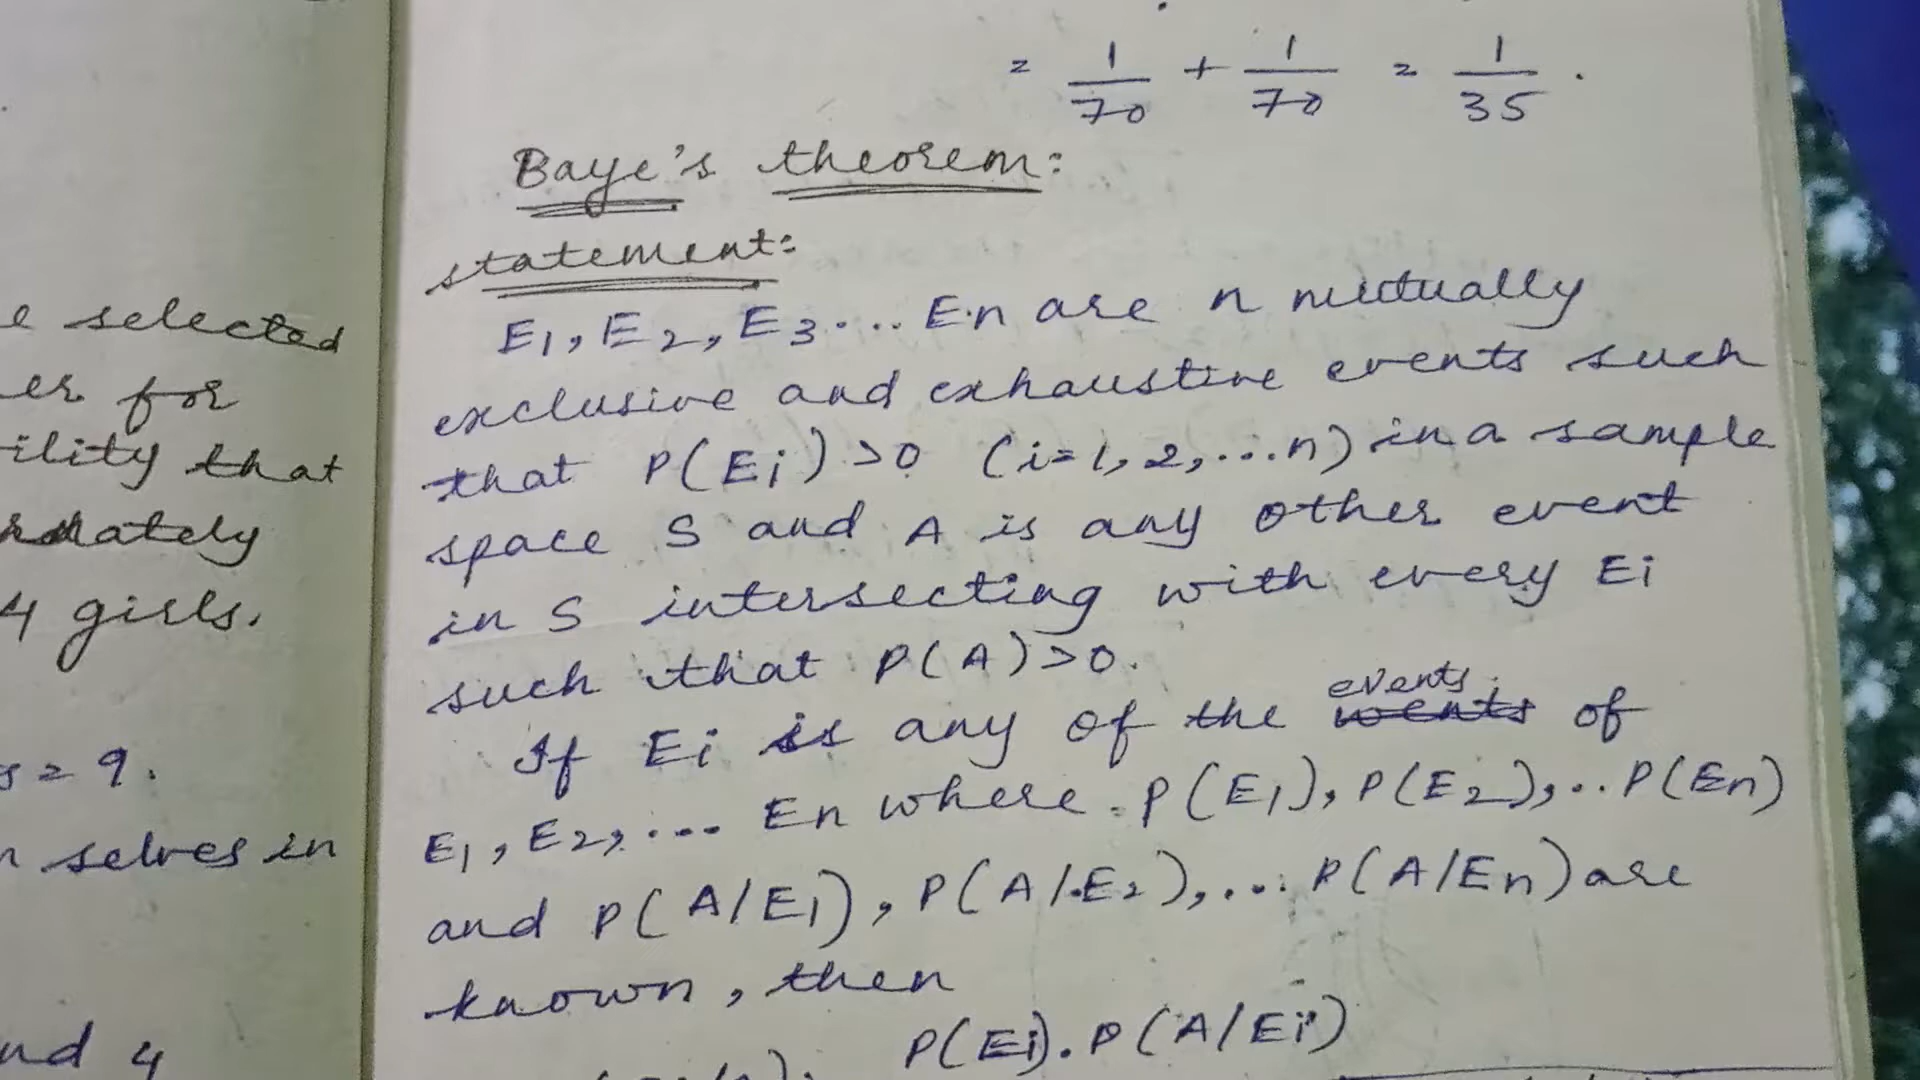 e selected
er for
ility that
4 girls.
s = 9.
n selves in
nd 4
= 1/70 + 1/70 = 1/35 .
Baye's theorem:
statement:
E1, E2, E3 .... En are n mutually
exclusive and exhaustive events such
that P(Ei) >0 (i=1, 2, ... n) in a sample
space S and A is any other event
in S intersecting with every Ei
such that P(A) >0.
If Ei is any of the events of
E1, E2, .... En where P(E1), P(E2), .. P(En)
and P(A/E1), P(A/E2), .... P(A/En) are
known, then
P(Ei). P(A/Ei)